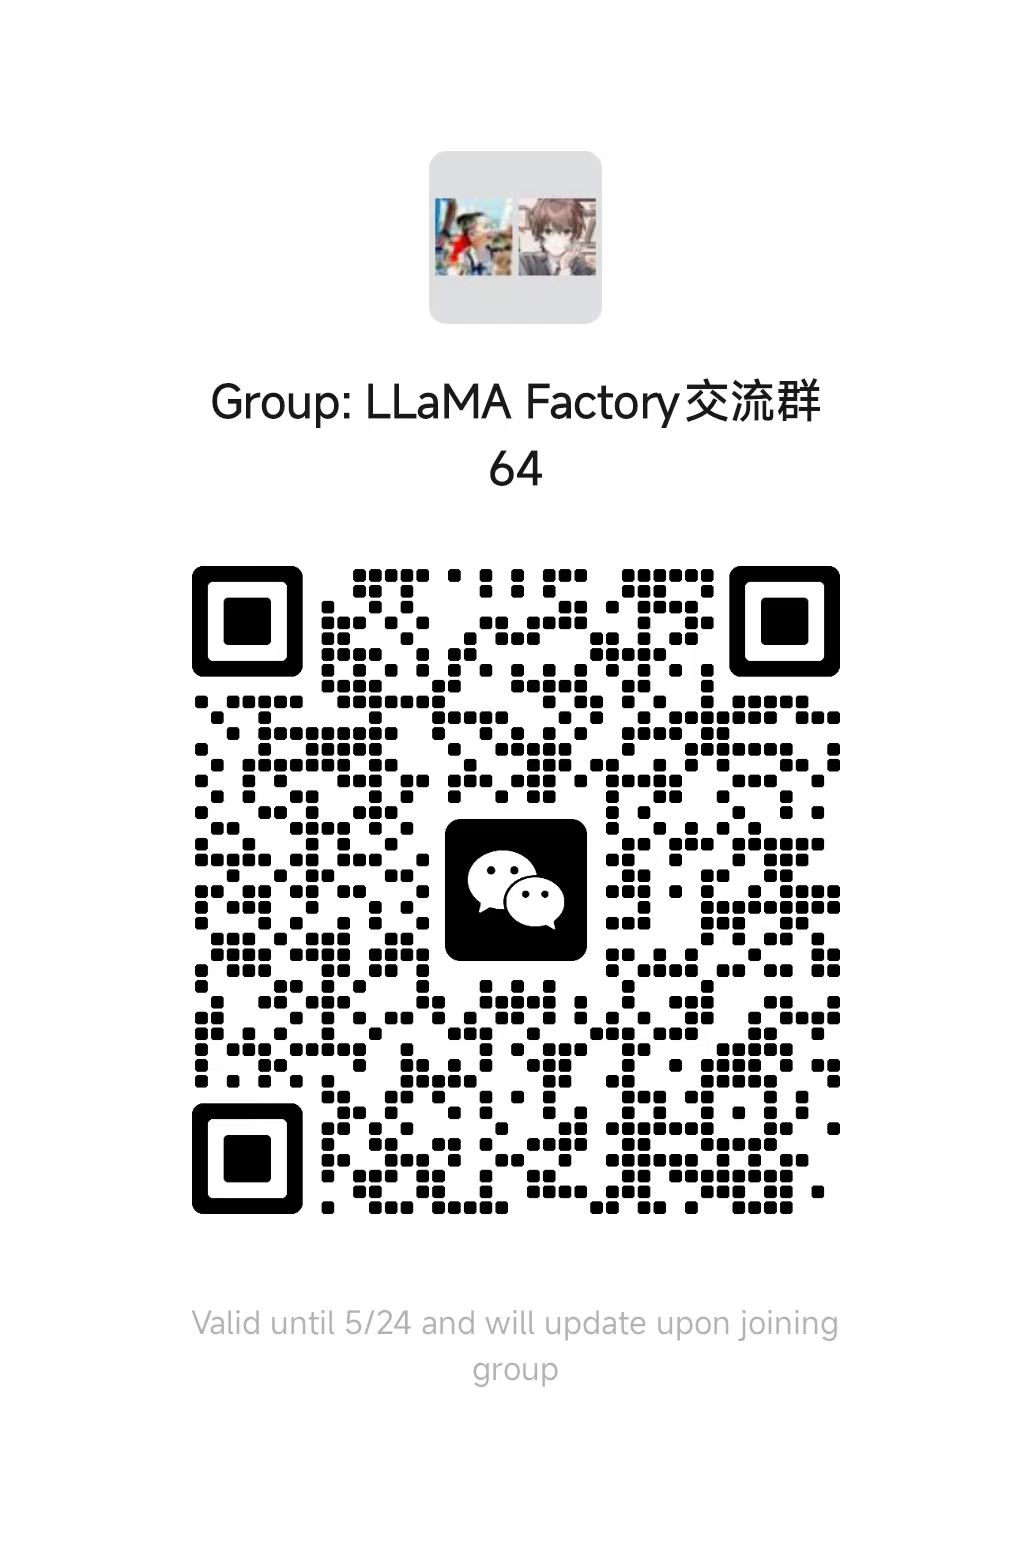 Group: LLaMA Factory交流群
64
Valid until 5/24 and will update upon joining
group